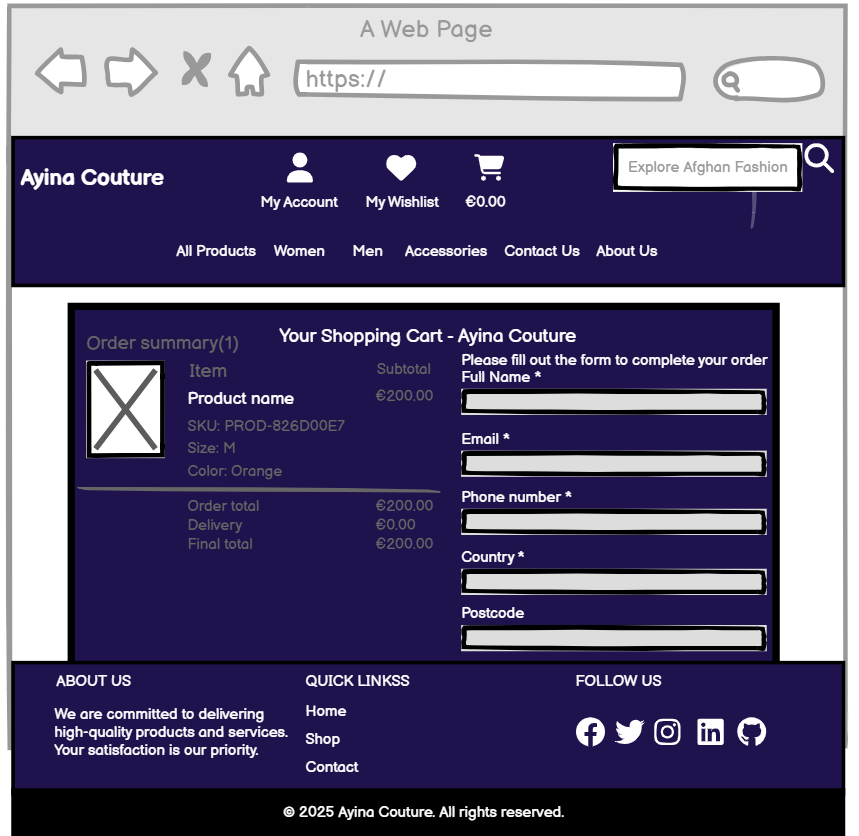 A Web Page
https://
Ayina Couture
My Account
My Wishlist
€0.00
Explore Afghan Fashion
All Products
Women
Men
Accessories
Contact Us
About Us
Your Shopping Cart - Ayina Couture
Order summary(1)
Item
Subtotal
Product name
€200.00
SKU: PROD-826D00E7
Size: M
Color: Orange
Order total
€200.00
Delivery
€0.00
Final total
€200.00
Please fill out the form to complete your order
Full Name *
Email *
Phone number *
Country *
Postcode
ABOUT US
We are committed to delivering
high-quality products and services.
Your satisfaction is our priority.
QUICK LINKSS
Home
Shop
Contact
FOLLOW US
© 2025 Ayina Couture. All rights reserved.